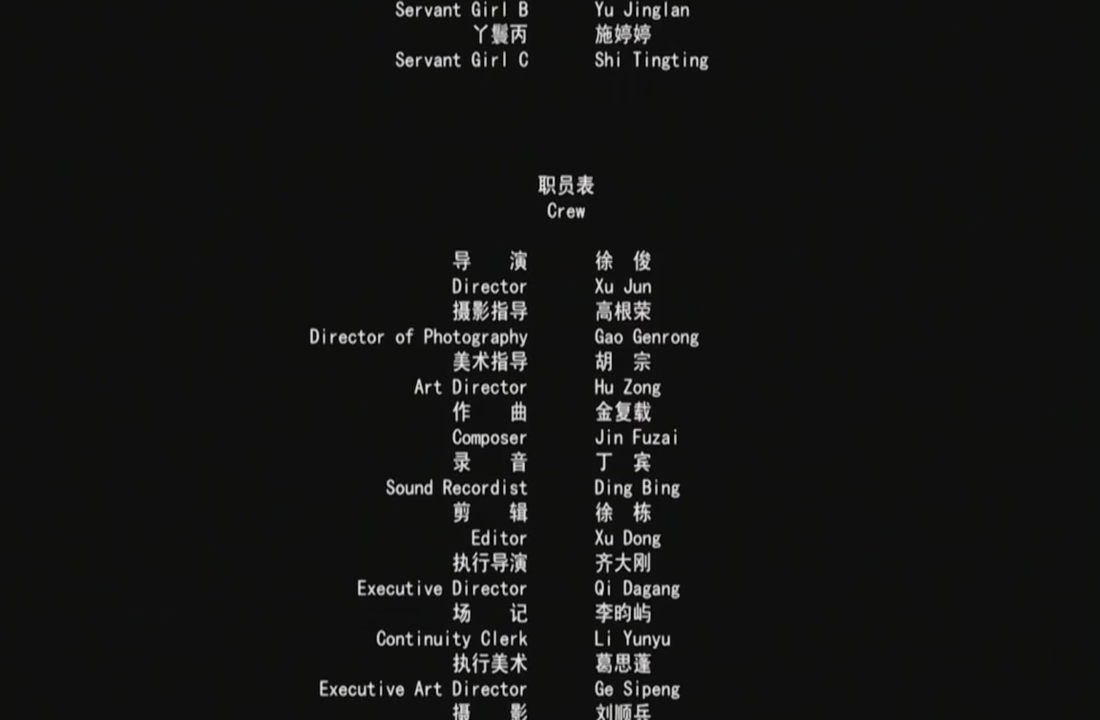 Servant Girl B Yu Jinglan
丫鬟丙 施婷婷
Servant Girl C Shi Tingting
职员表
Crew
导 演 徐 俊
Director Xu Jun
摄影指导 高根荣
Director of Photography Gao Genrong
美术指导 胡 宗
Art Director Hu Zong
作 曲 金复载
Composer Jin Fuzai
录 音 丁 宾
Sound Recordist Ding Bing
剪 辑 徐 栋
Editor Xu Dong
执行导演 齐大刚
Executive Director Qi Dagang
场 记 李昀屿
Continuity Clerk Li Yunyu
执行美术 葛思蓬
Executive Art Director Ge Sipeng
摄 影 刘顺兵